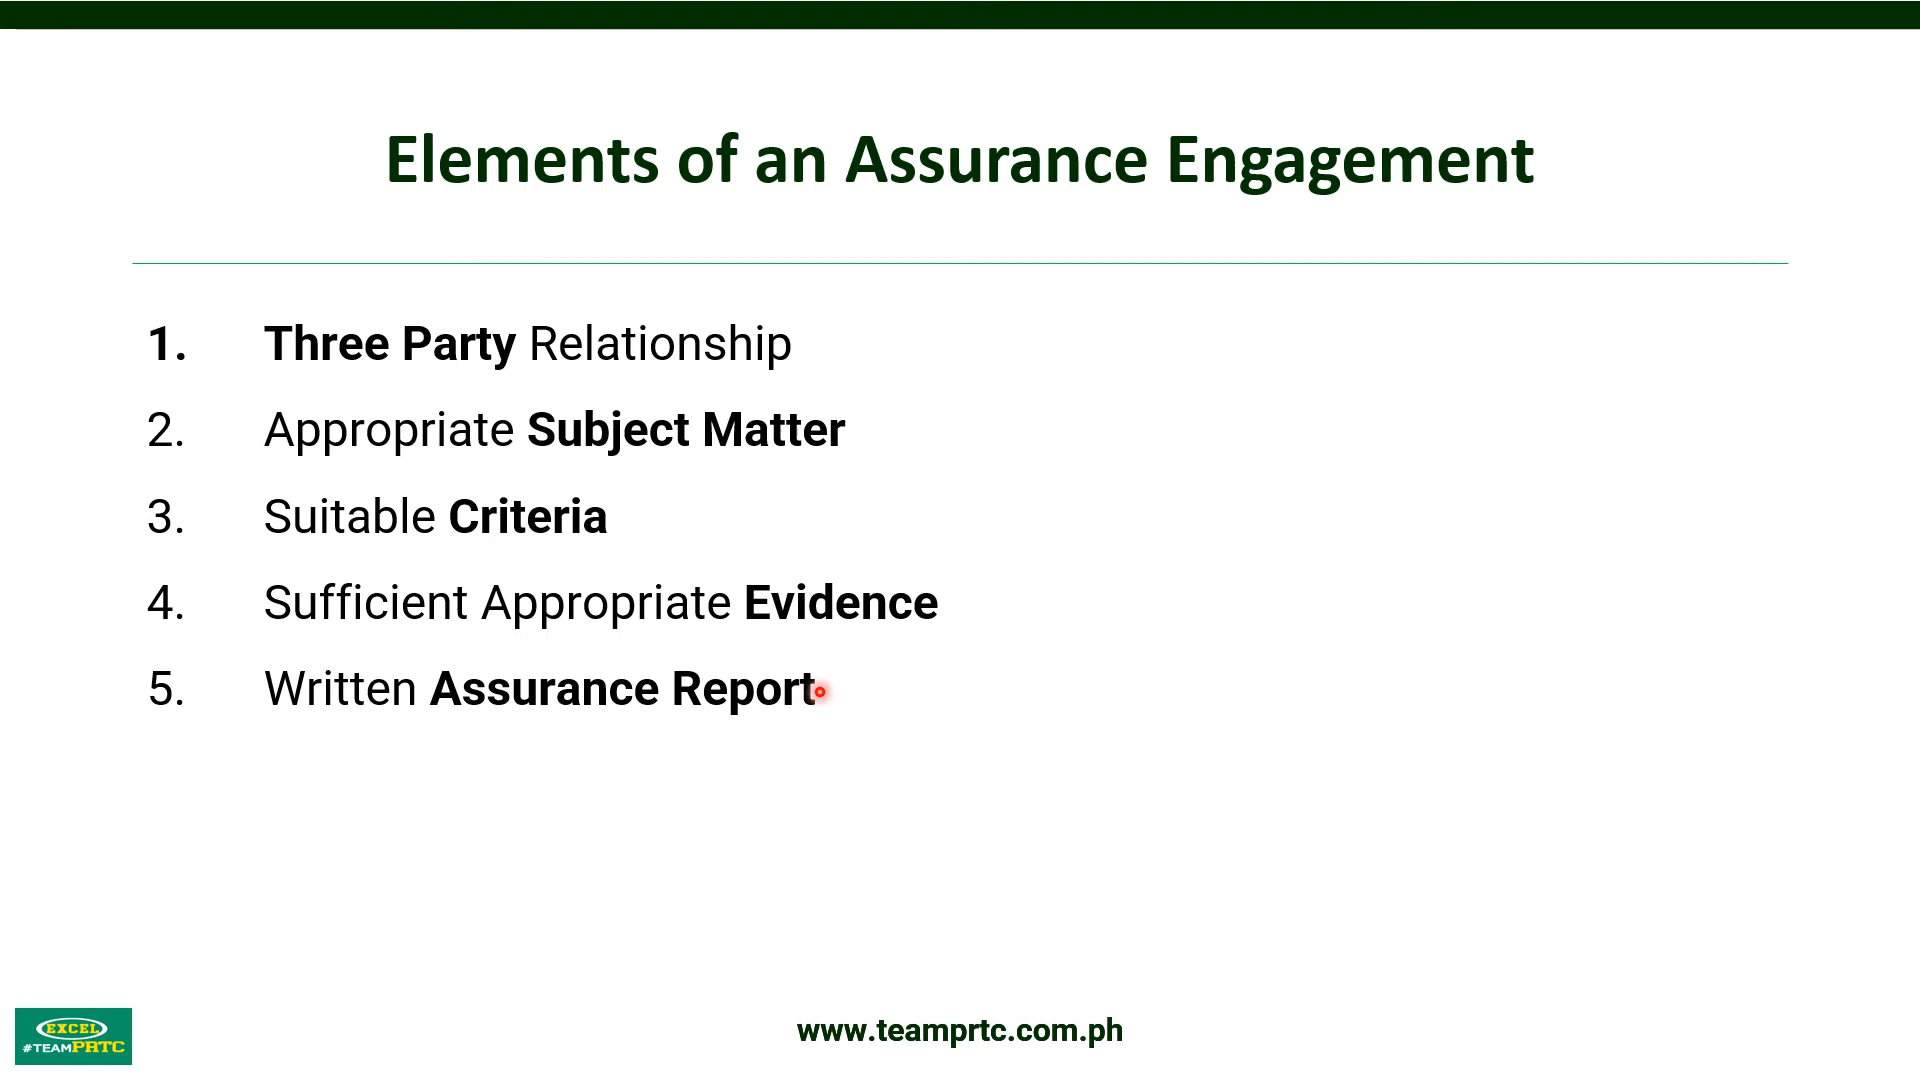 Elements of an Assurance Engagement
1. Three Party Relationship
2. Appropriate Subject Matter
3. Suitable Criteria
4. Sufficient Appropriate Evidence
5. Written Assurance Report
EXCEL
#TEAMPRTC
www.teamprtc.com.ph